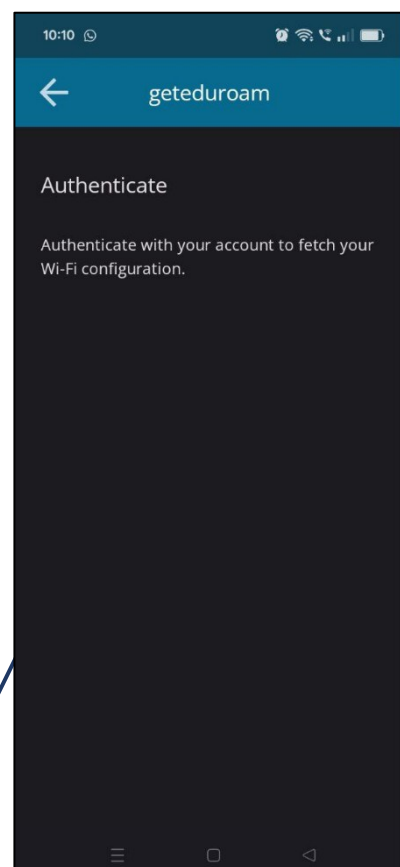 10:10
geteduroam
Authenticate
Authenticate with your account to fetch your
Wi-Fi configuration.